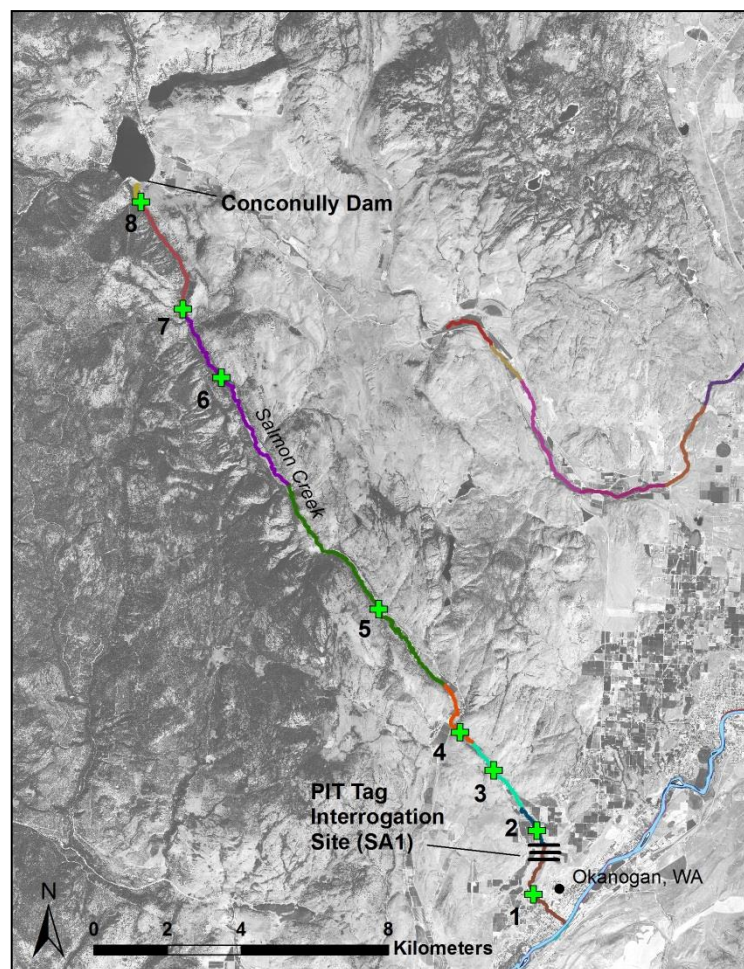 Conconully Dam
8
7
6
Salmon Creek
5
4
3
PIT Tag
Interrogation
Site (SA1)
2
Okanogan, WA
1
N
0 2 4 8
Kilometers